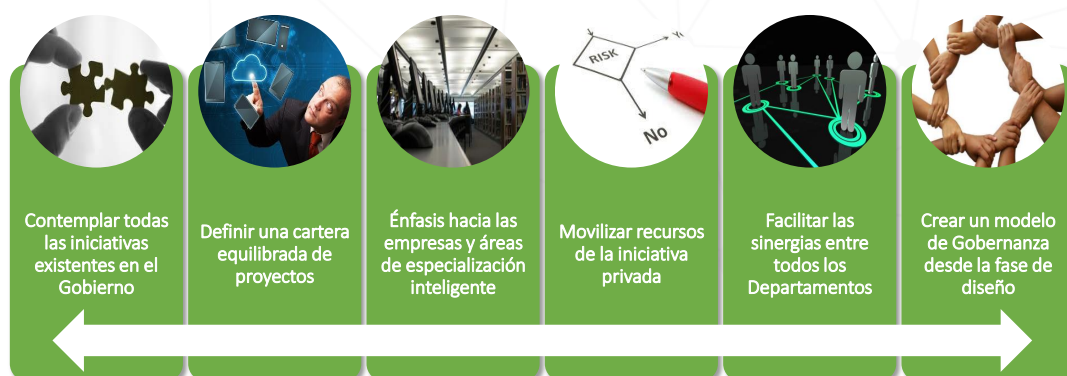 RISK
No
Contemplar todas
las iniciativas
existentes en el
Gobierno
Definir una cartera
equilibrada de
proyectos
Énfasis hacia las
empresas y áreas
de especialización
inteligente
Movilizar recursos
de la iniciativa
privada
Facilitar las
sinergias entre
todos los
Departamentos
Crear un modelo
de Gobernanza
desde la fase de
diseño